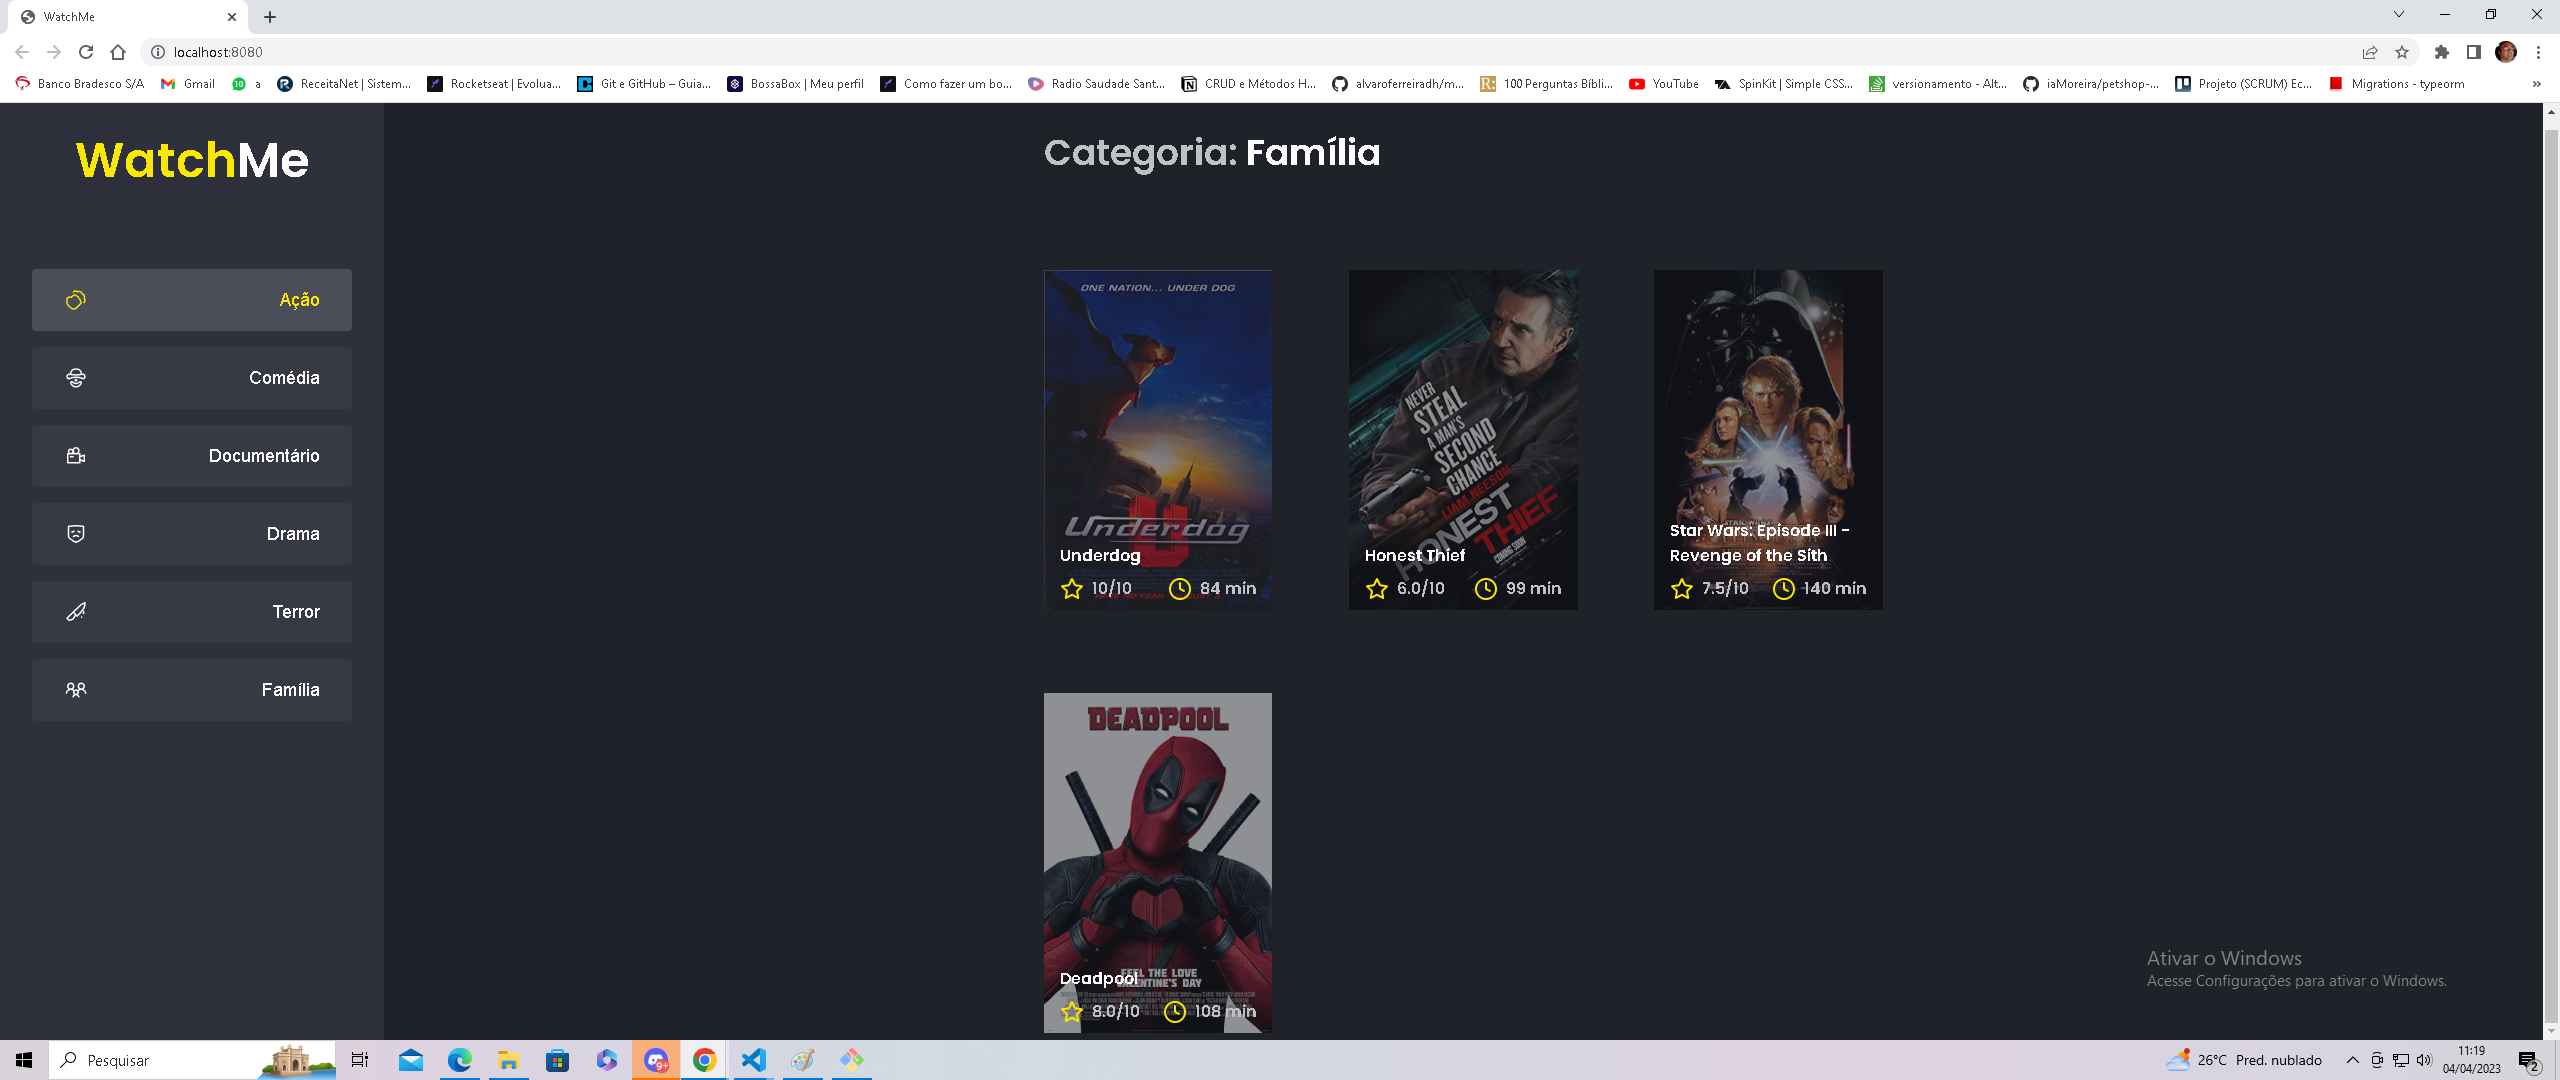 WatchMe
localhost:8080
Banco Bradesco S/A
Gmail
10
a
ReceitaNet | Sistem...
Rocketseat | Evolua...
Git e GitHub – Guia...
BossaBox | Meu perfil
Como fazer um bo...
Radio Saudade Sant...
CRUD e Métodos H...
alvaroferreiradh/m...
R:
100 Perguntas Bíbli...
YouTube
SpinKit | Simple CSS...
versionamento - Alt...
iaMoreira/petshop-...
Projeto (SCRUM) Ec...
Migrations - typeorm
»
WatchMe
Ação
Comédia
Documentário
Drama
Terror
Família
Categoria: Família
ONE NATION... UNDER DOG
Underdog
Underdog
10/10
84 min
NEVER
STEAL
A MAN'S
SECOND
CHANCE
LIAM NEESON
HONEST
THIEF
COMING SOON
Honest Thief
6.0/10
99 min
Star Wars: Episode III -
Revenge of the Sith
7.5/10
140 min
DEADPOOL
FEEL THE LOVE
VALENTINE'S DAY
Deadpool
8.0/10
108 min
Ativar o Windows
Acesse Configurações para ativar o Windows.
Pesquisar
9+
26°C
Pred. nublado
11:19
04/04/2023
2